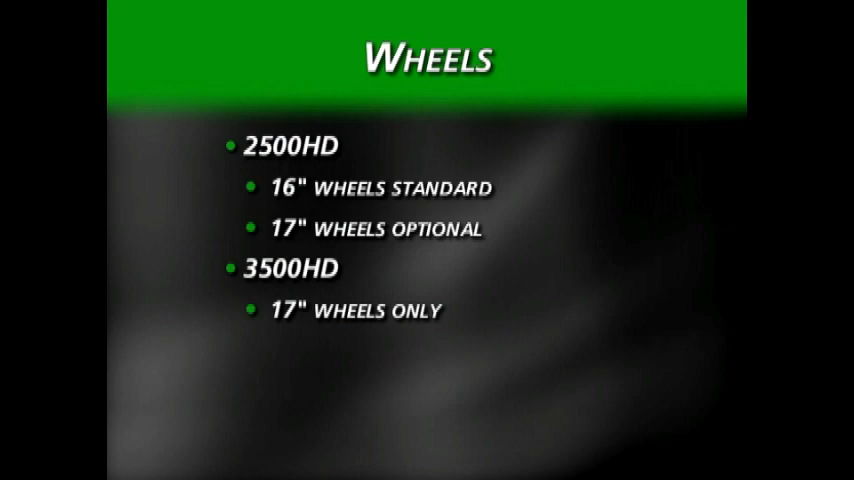 WHEELS
• 2500HD
• 16" WHEELS STANDARD
• 17" WHEELS OPTIONAL
• 3500HD
• 17" WHEELS ONLY